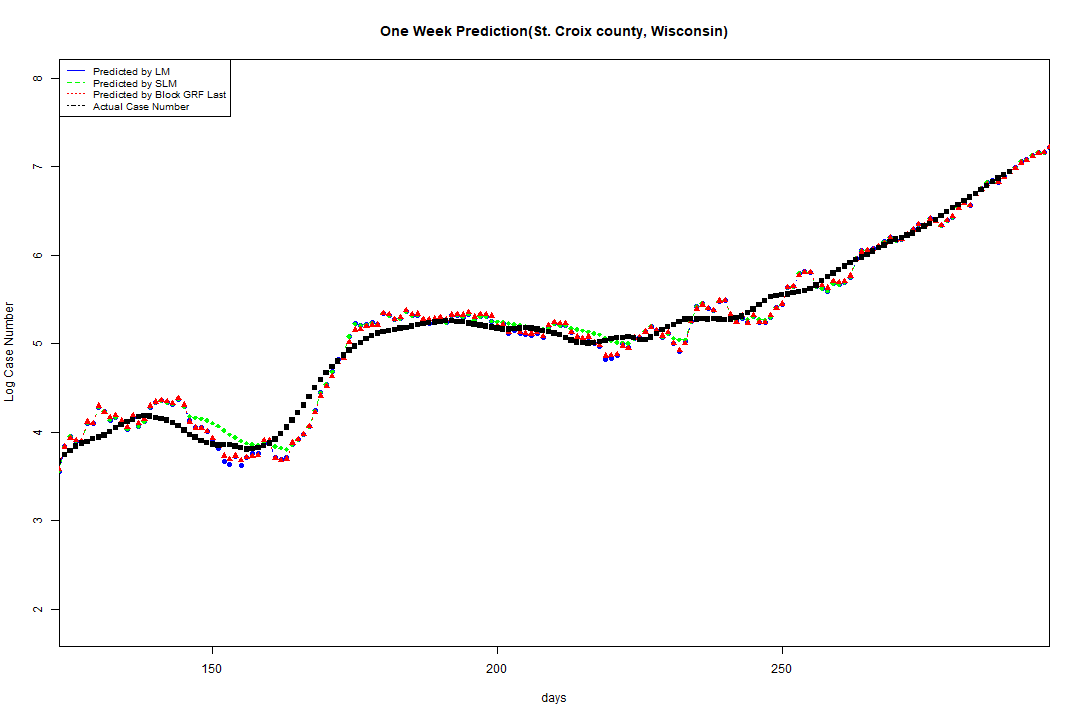 One Week Prediction(St. Croix county, Wisconsin)
Predicted by LM
Predicted by SLM
Predicted by Block GRF Last
Actual Case Number
8
7
6
5
4
3
2
Log Case Number
150 200 250
days